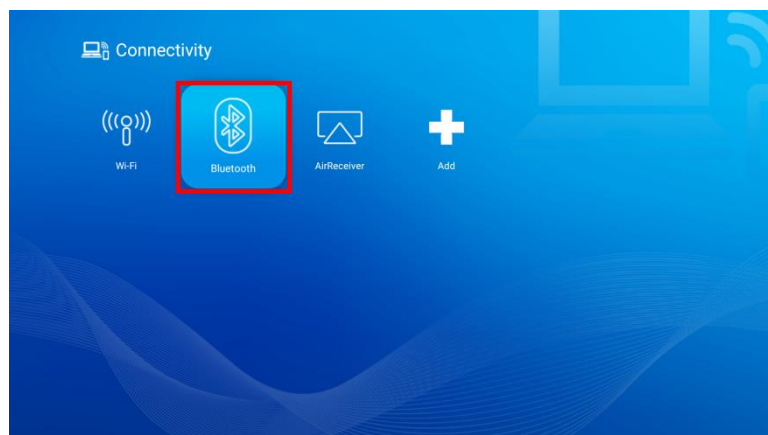 Connectivity
Wi-Fi
Bluetooth
AirReceiver
Add